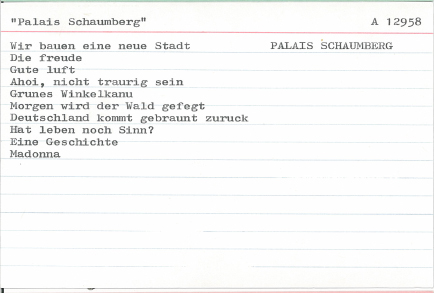 "Palais Schaumberg" A 12958
Wir bauen eine neue Stadt PALAIS SCHAUMBERG
Die freude
Gute luft
Ahoi, nicht traurig sein
Grunes Winkelkanu
Morgen wird der Wald gefegt
Deutschland kommt gebraunt zuruck
Hat leben noch Sinn?
Eine Geschichte
Madonna